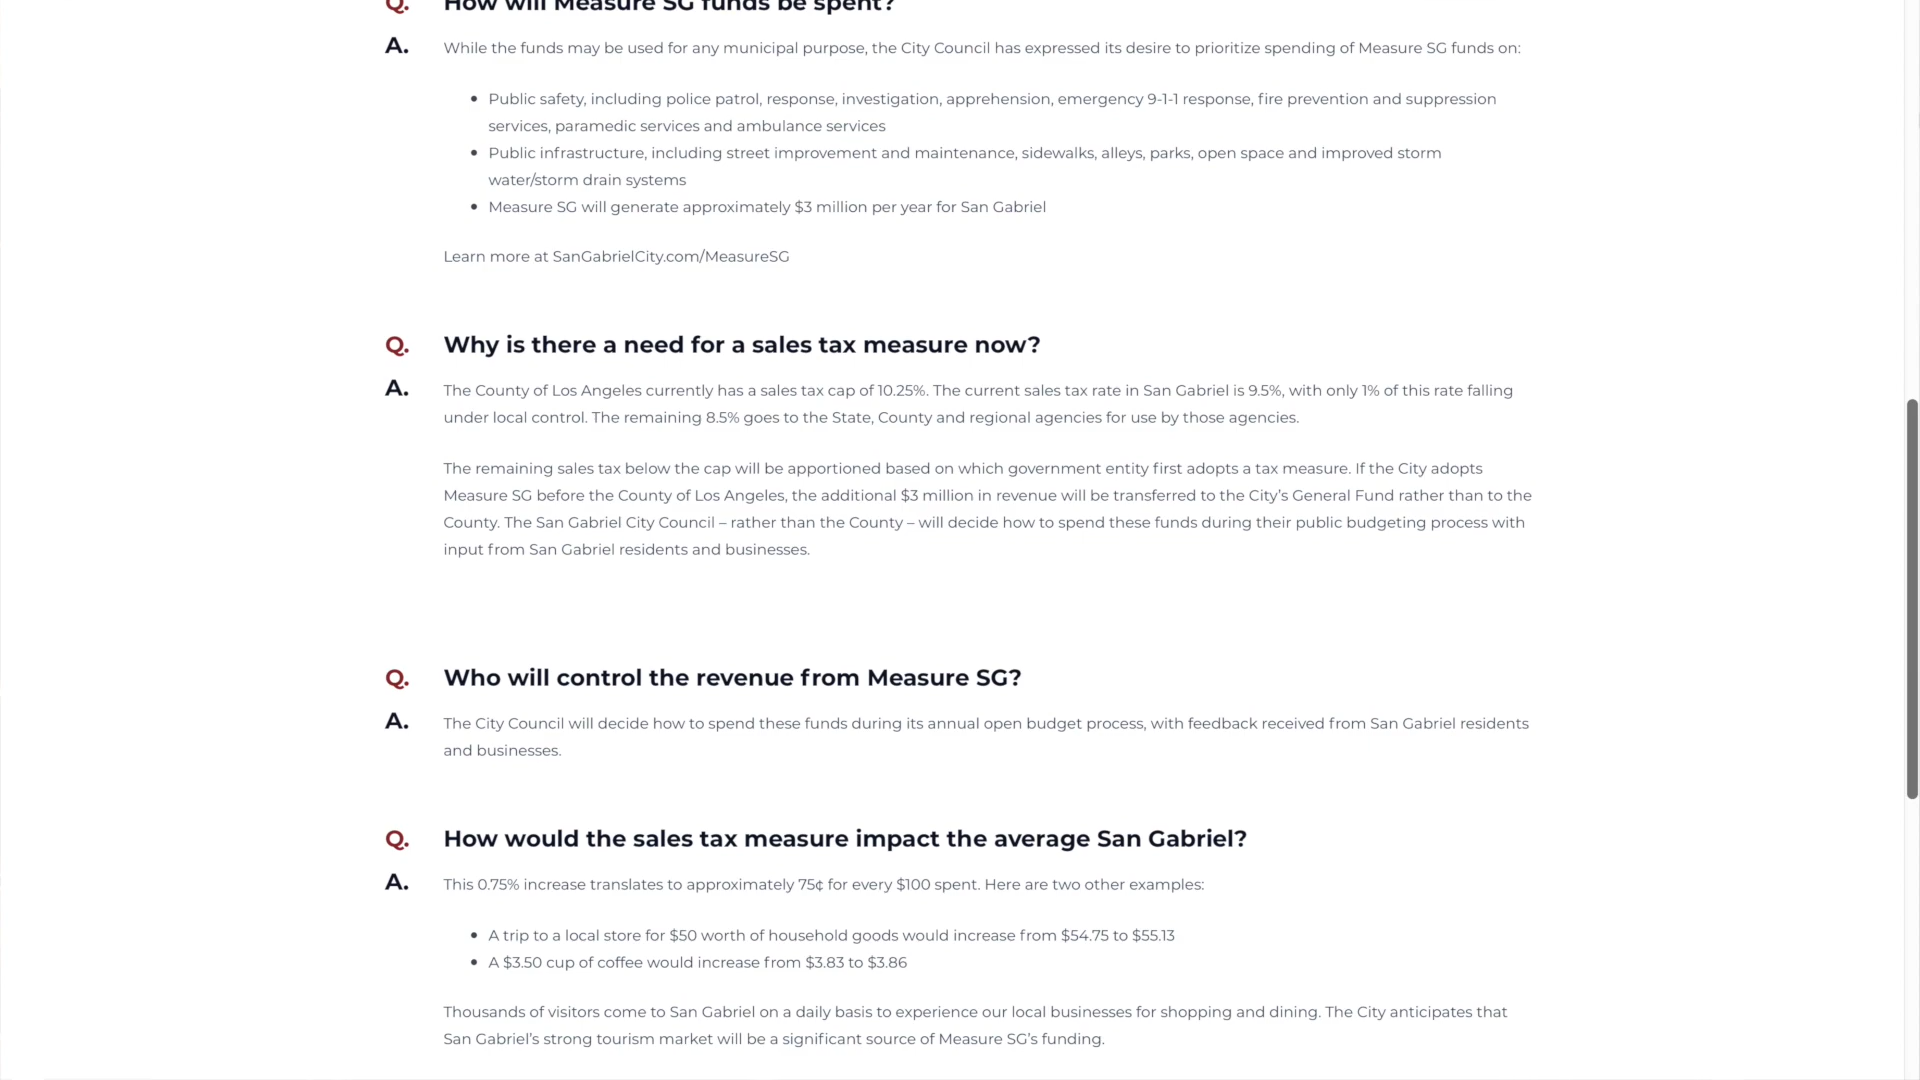 Q. How will Measure SG funds be spent?
A. While the funds may be used for any municipal purpose, the City Council has expressed its desire to prioritize spending of Measure SG funds on:
• Public safety, including police patrol, response, investigation, apprehension, emergency 9-1-1 response, fire prevention and suppression
services, paramedic services and ambulance services
• Public infrastructure, including street improvement and maintenance, sidewalks, alleys, parks, open space and improved storm
water/storm drain systems
• Measure SG will generate approximately $3 million per year for San Gabriel
Learn more at SanGabrielCity.com/MeasureSG
Q. Why is there a need for a sales tax measure now?
A. The County of Los Angeles currently has a sales tax cap of 10.25%. The current sales tax rate in San Gabriel is 9.5%, with only 1% of this rate falling
under local control. The remaining 8.5% goes to the State, County and regional agencies for use by those agencies.
The remaining sales tax below the cap will be apportioned based on which government entity first adopts a tax measure. If the City adopts
Measure SG before the County of Los Angeles, the additional $3 million in revenue will be transferred to the City’s General Fund rather than to the
County. The San Gabriel City Council – rather than the County – will decide how to spend these funds during their public budgeting process with
input from San Gabriel residents and businesses.
Q. Who will control the revenue from Measure SG?
A. The City Council will decide how to spend these funds during its annual open budget process, with feedback received from San Gabriel residents
and businesses.
Q. How would the sales tax measure impact the average San Gabriel?
A. This 0.75% increase translates to approximately 75¢ for every $100 spent. Here are two other examples:
• A trip to a local store for $50 worth of household goods would increase from $54.75 to $55.13
• A $3.50 cup of coffee would increase from $3.83 to $3.86
Thousands of visitors come to San Gabriel on a daily basis to experience our local businesses for shopping and dining. The City anticipates that
San Gabriel’s strong tourism market will be a significant source of Measure SG’s funding.